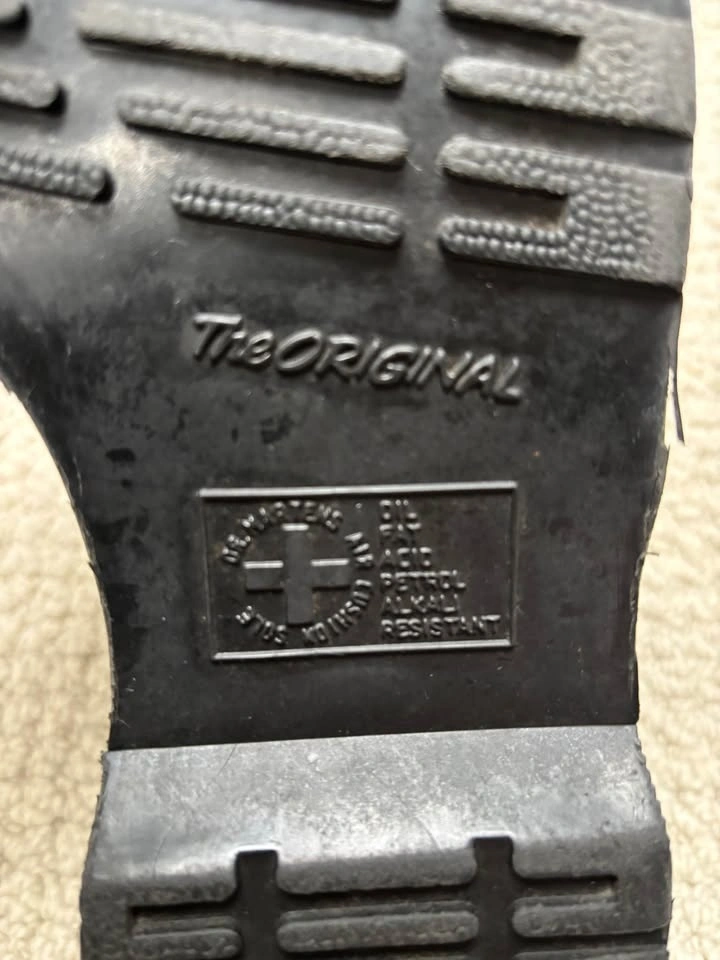 The ORIGINAL
DR. MARTENS AIR CUSHION SOLE
OIL
FAT
ACID
PETROL
ALKALI
RESISTANT